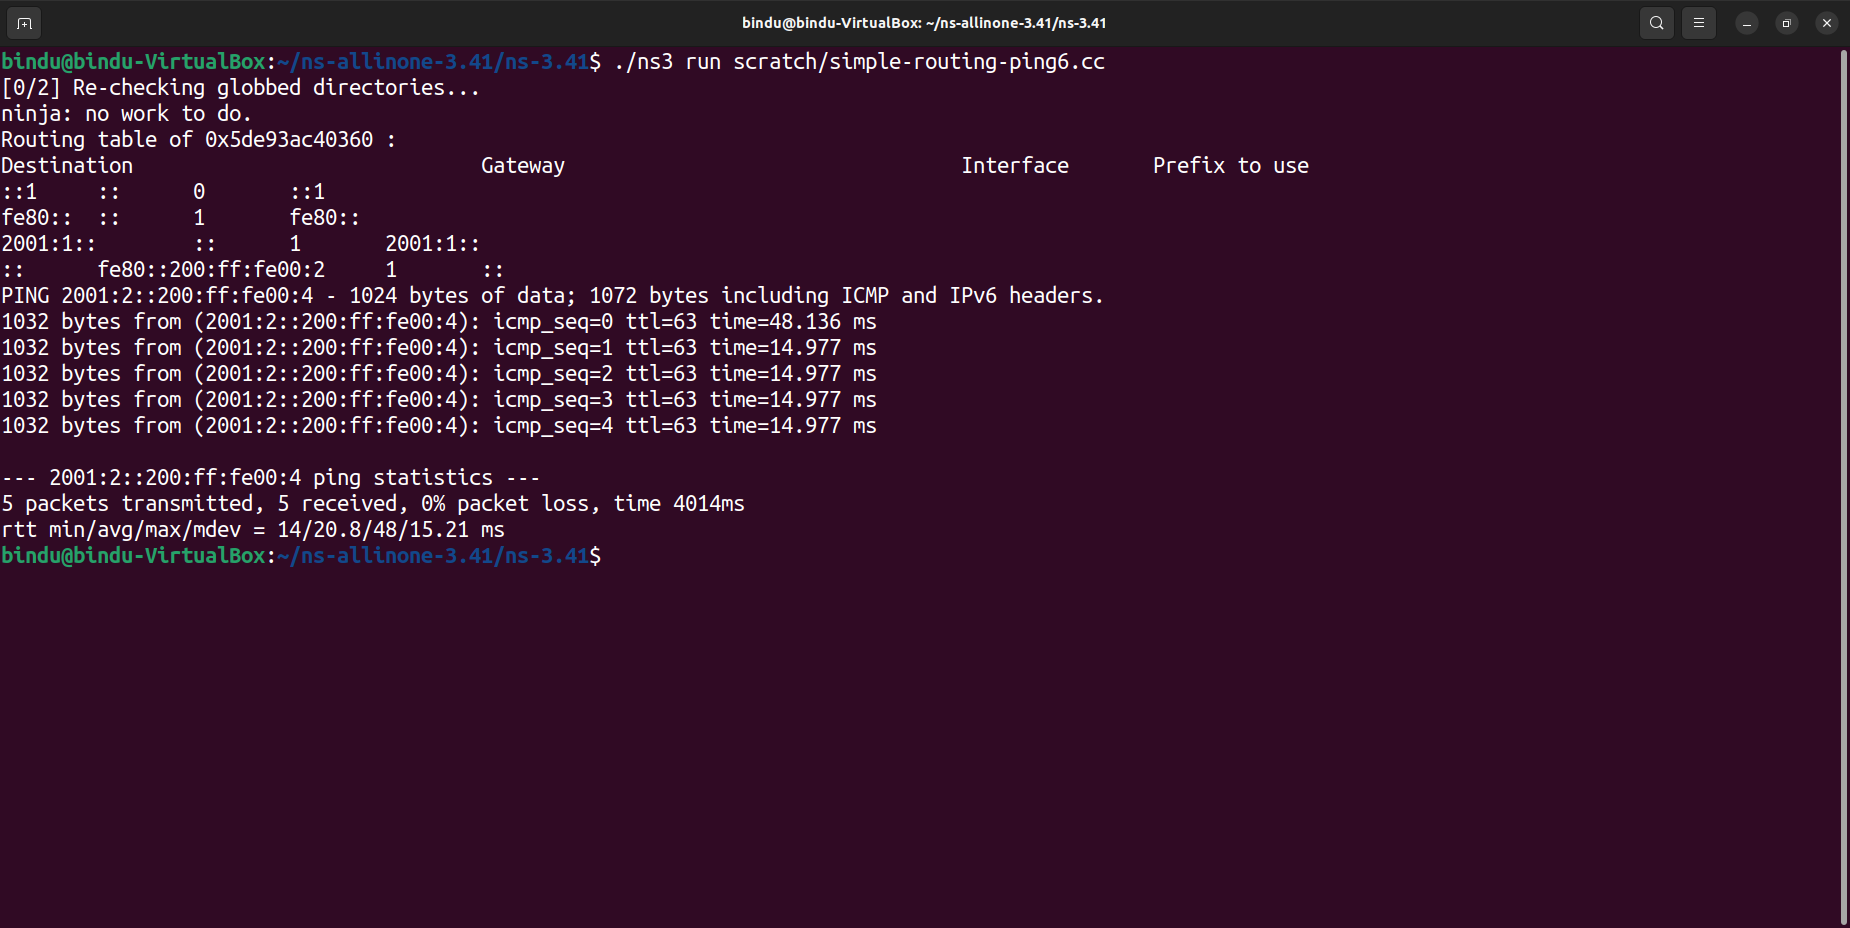 bindu@bindu-VirtualBox: ~/ns-allinone-3.41/ns-3.41
bindu@bindu-VirtualBox:~/ns-allinone-3.41/ns-3.41$ ./ns3 run scratch/simple-routing-ping6.cc
[0/2] Re-checking globbed directories...
ninja: no work to do.
Routing table of 0x5de93ac40360 :
Destination Gateway Interface Prefix to use
::1 :: 0 ::1
fe80:: :: 1 fe80::
2001:1:: :: 1 2001:1::
:: fe80::200:ff:fe00:2 1 ::
PING 2001:2::200:ff:fe00:4 - 1024 bytes of data; 1072 bytes including ICMP and IPv6 headers.
1032 bytes from (2001:2::200:ff:fe00:4): icmp_seq=0 ttl=63 time=48.136 ms
1032 bytes from (2001:2::200:ff:fe00:4): icmp_seq=1 ttl=63 time=14.977 ms
1032 bytes from (2001:2::200:ff:fe00:4): icmp_seq=2 ttl=63 time=14.977 ms
1032 bytes from (2001:2::200:ff:fe00:4): icmp_seq=3 ttl=63 time=14.977 ms
1032 bytes from (2001:2::200:ff:fe00:4): icmp_seq=4 ttl=63 time=14.977 ms
--- 2001:2::200:ff:fe00:4 ping statistics ---
5 packets transmitted, 5 received, 0% packet loss, time 4014ms
rtt min/avg/max/mdev = 14/20.8/48/15.21 ms
bindu@bindu-VirtualBox:~/ns-allinone-3.41/ns-3.41$